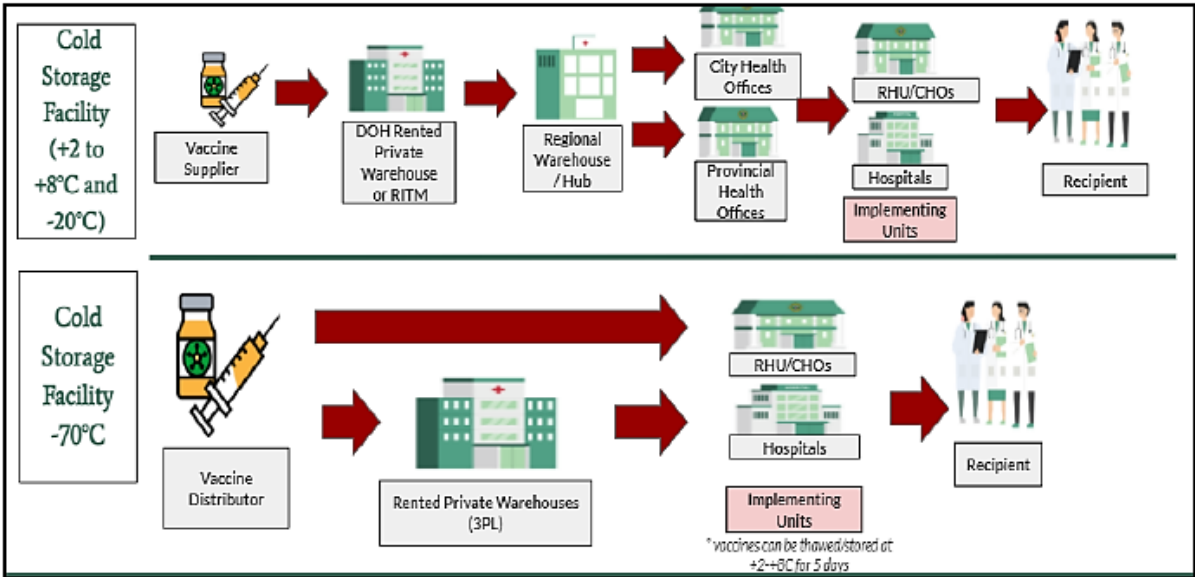 Cold
Storage
Facility
(+2 to
+8°C and
-20°C)
Vaccine
Supplier
DOH Rented
Private
Warehouse
or RITM
Regional
Warehouse
/ Hub
City Health
Offices
Provincial
Health
Offices
RHU/CHOs
Hospitals
Implementing
Units
Recipient
Cold
Storage
Facility
-70°C
Vaccine
Distributor
Rented Private Warehouses
(3PL)
RHU/CHOs
Hospitals
Implementing
Units
* vaccines can be thawed/stored at
+2-+8C for 5 days
Recipient